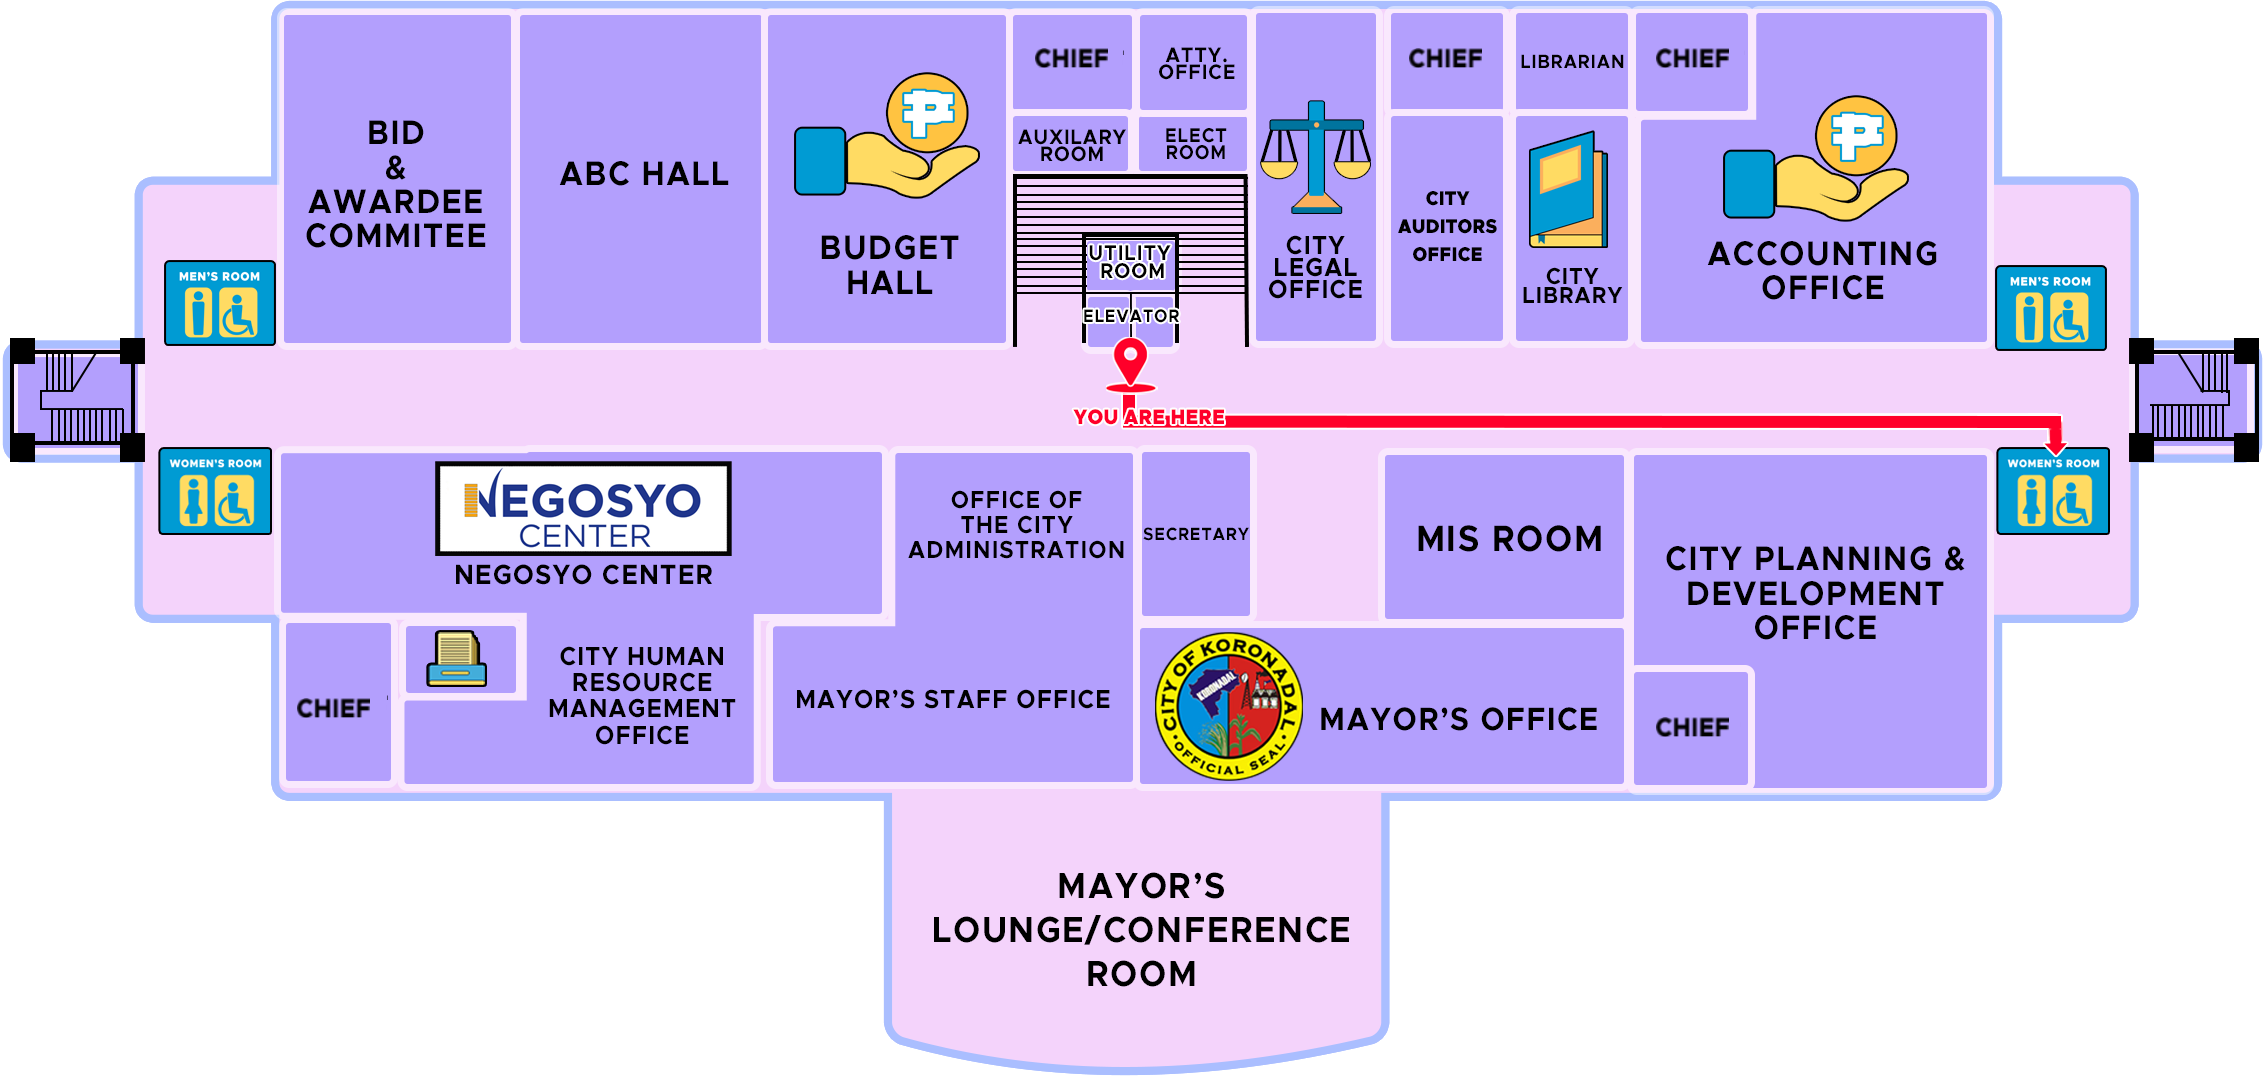 CHIEF
ATTY.
OFFICE
CHIEF
LIBRARIAN
CHIEF
BID
&
AWARDEE
COMMITEE
ABC HALL
BUDGET
HALL
AUXILARY
ROOM
ELECT
ROOM
UTILITY
ROOM
ELEVATOR
CITY
LEGAL
OFFICE
CITY
AUDITORS
OFFICE
CITY
LIBRARY
ACCOUNTING
OFFICE
MEN'S ROOM
MEN'S ROOM
YOU ARE HERE
WOMEN'S ROOM
WOMEN'S ROOM
NEGOSYO
CENTER
NEGOSYO CENTER
OFFICE OF
THE CITY
ADMINISTRATION
SECRETARY
MIS ROOM
CITY PLANNING &
DEVELOPMENT
OFFICE
CHIEF
CITY HUMAN
RESOURCE
MANAGEMENT
OFFICE
MAYOR'S STAFF OFFICE
CITY OF KORONADAL
KORONADAL
OFFICIAL SEAL
MAYOR'S OFFICE
CHIEF
MAYOR'S
LOUNGE/CONFERENCE
ROOM